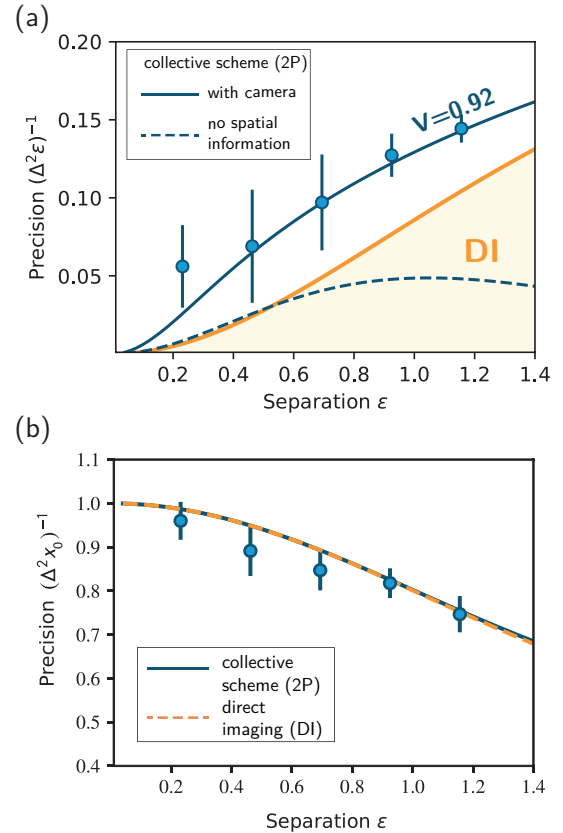 (a)
0.20
0.15
0.10
0.05
Precision (Δ²ε)⁻¹
collective scheme (2P)
with camera
no spatial
information
V=0.92
DI
0.2 0.4 0.6 0.8 1.0 1.2 1.4
Separation ε
(b)
1.1
1.0
0.9
0.8
0.7
0.6
0.5
0.4
Precision (Δ²x₀)⁻¹
collective
scheme (2P)
direct
imaging (DI)
0.2 0.4 0.6 0.8 1.0 1.2 1.4
Separation ε